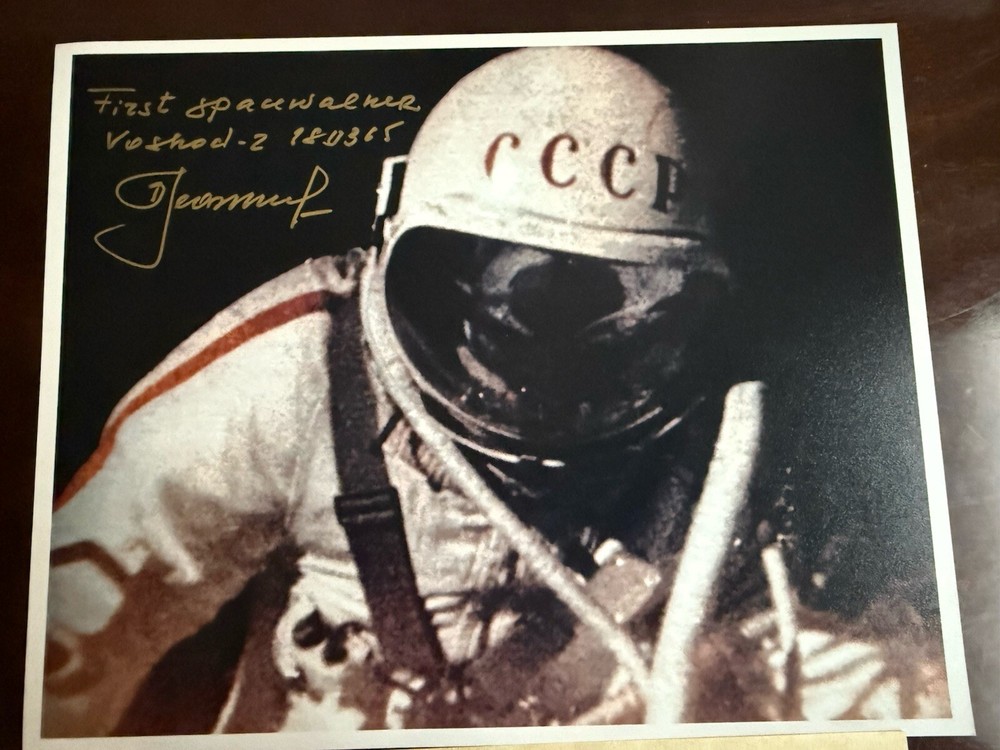 First spacewalker
Voshod-2 180365
СССР